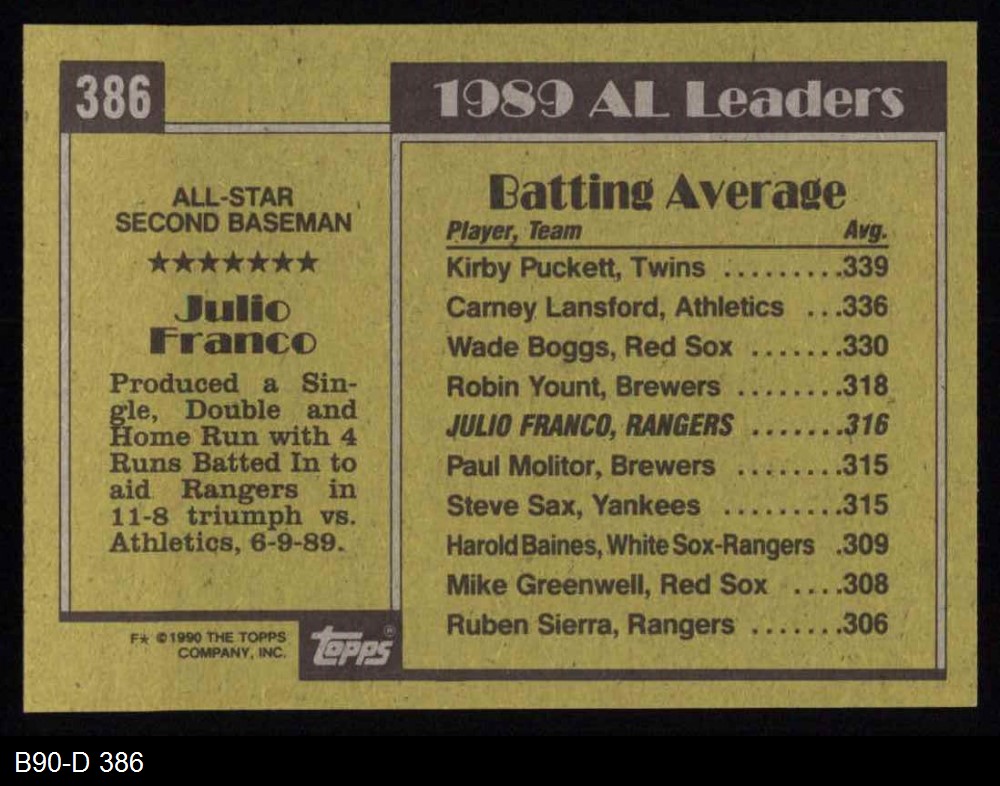 386
ALL-STAR
SECOND BASEMAN
★★★★★★★
Julio
Franco
Produced a Sin-
gle, Double and
Home Run with 4
Runs Batted In to
aid Rangers in
11-8 triumph vs.
Athletics, 6-9-89.
F★ ©1990 THE TOPPS
COMPANY, INC.
topps®
1989 AL Leaders
Batting Average
Player, Team Avg.
Kirby Puckett, Twins .........339
Carney Lansford, Athletics ...336
Wade Boggs, Red Sox .......330
Robin Yount, Brewers ........318
JULIO FRANCO, RANGERS .......316
Paul Molitor, Brewers ........315
Steve Sax, Yankees .........315
Harold Baines, White Sox-Rangers .309
Mike Greenwell, Red Sox ....308
Ruben Sierra, Rangers .......306
B90-D 386